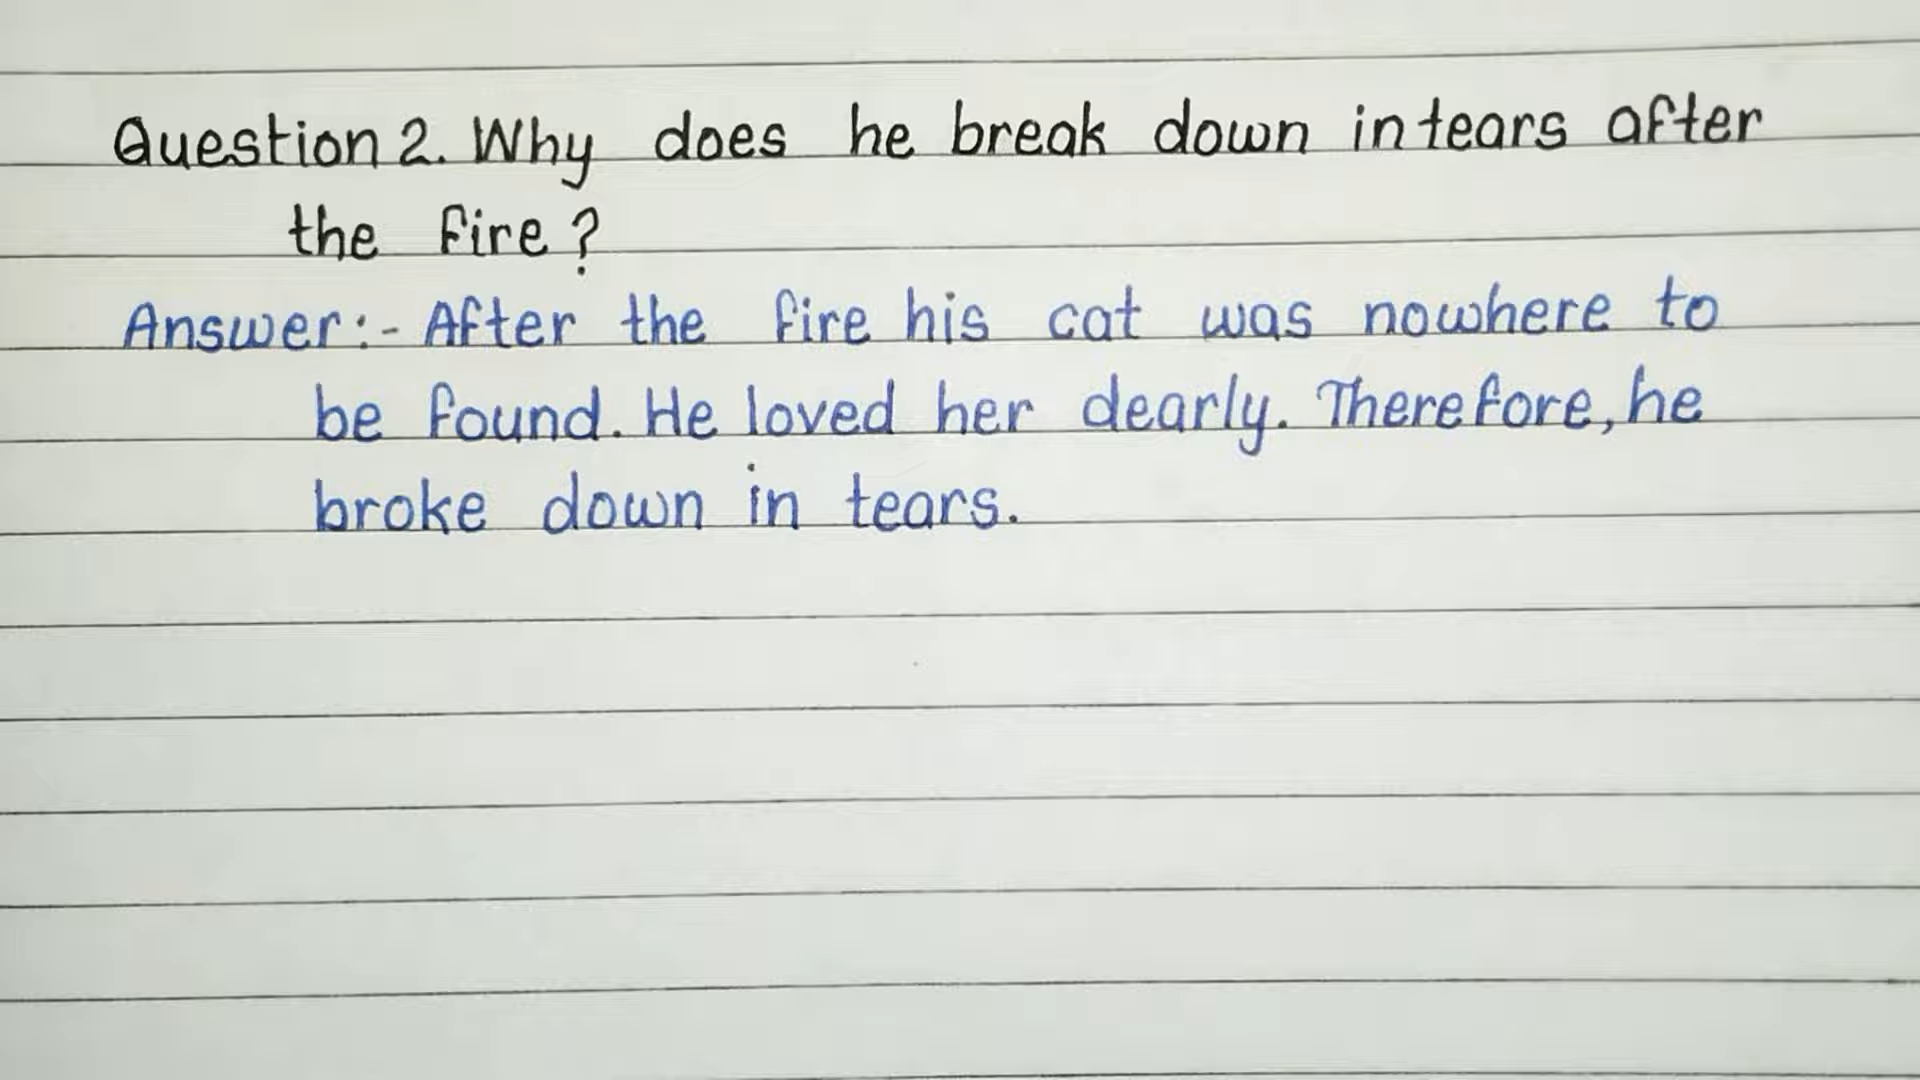 Question 2. Why does he break down in tears after
the fire?
Answer:- After the fire his cat was nowhere to
be found. He loved her dearly. Therefore, he
broke down in tears.